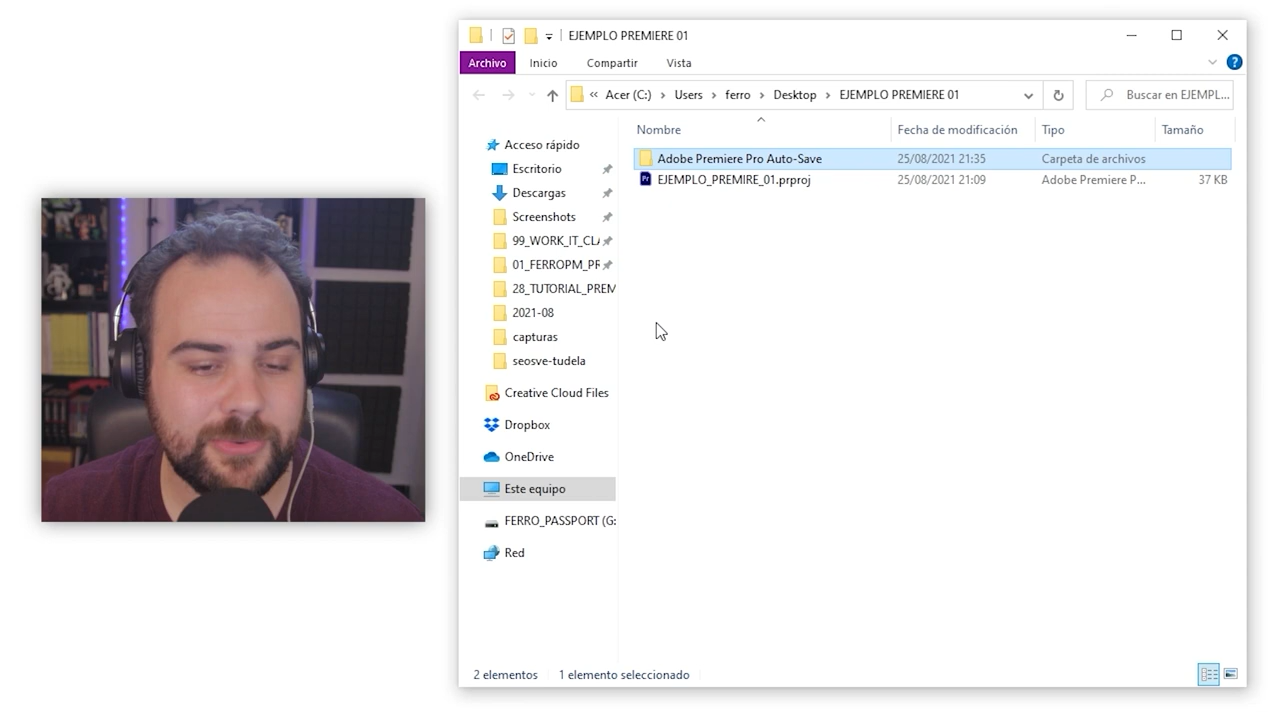 EJEMPLO PREMIERE 01
Archivo Inicio Compartir Vista
« Acer (C:) > Users > ferro > Desktop > EJEMPLO PREMIERE 01
Buscar en EJEMPL...
Nombre Fecha de modificación Tipo Tamaño
Adobe Premiere Pro Auto-Save 25/08/2021 21:35 Carpeta de archivos
EJEMPLO_PREMIRE_01.prproj 25/08/2021 21:09 Adobe Premiere P... 37 KB
Acceso rápido
Escritorio
Descargas
Screenshots
99_WORK_IT_CL
01_FERROPM_PR
28_TUTORIAL_PREM
2021-08
capturas
seosve-tudela
Creative Cloud Files
Dropbox
OneDrive
Este equipo
FERRO_PASSPORT (G:
Red
2 elementos 1 elemento seleccionado